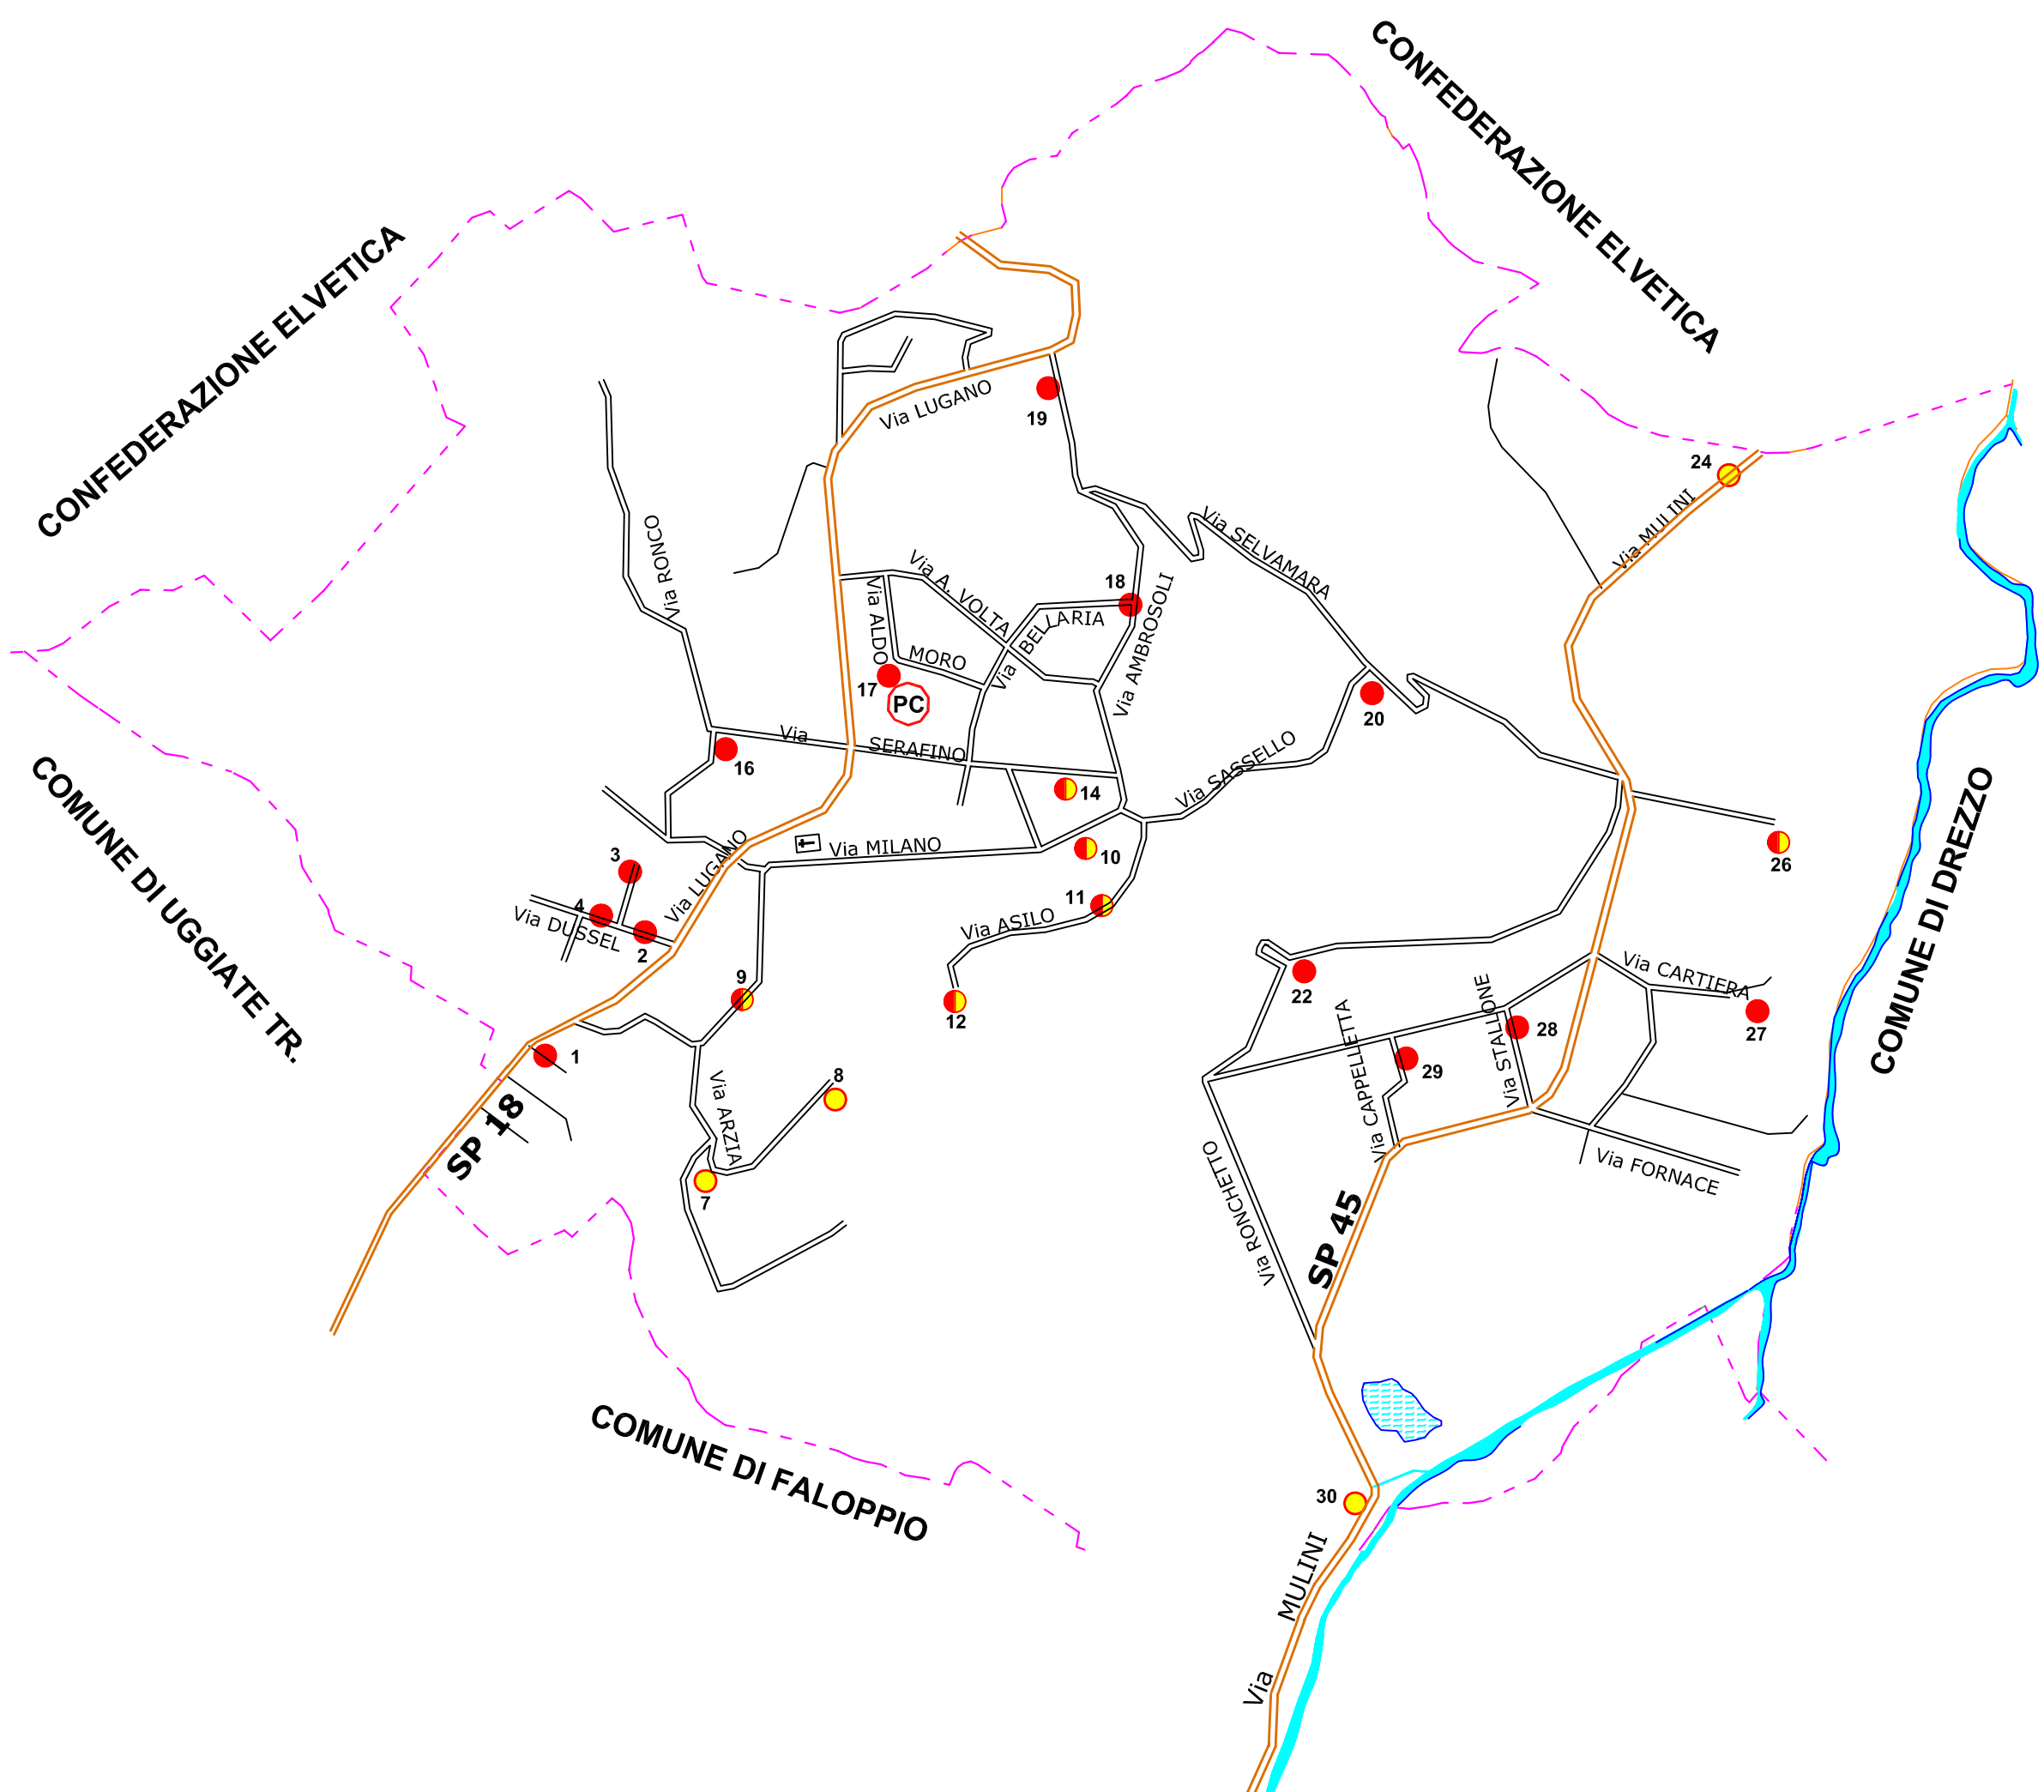 CONFEDERAZIONE ELVETICA
CONFEDERAZIONE ELVETICA
Via LUGANO
19
24
Via MULINI
Via RONCO
Via SELVAMARA
Via A. VOLTA
18
Via ALDO
MORO
Via BELLARIA
Via AMBROSOLI
17
PC
20
Via SERAFINO
16
14
Via SASSELLO
COMUNE DI UGGIATE TR.
COMUNE DI DREZZO
Via MILANO
10
26
3
Via LUGANO
4
11
Via DUSSEL
Via ASILO
2
9
12
22
Via CARTIERA
27
Via STALLONE
28
Via CAPPELLETTA
29
1
8
Via ARZIA
SP 18
7
Via RONCHETTO
Via FORNACE
SP 45
COMUNE DI FALOPPIO
30
Via MULINI